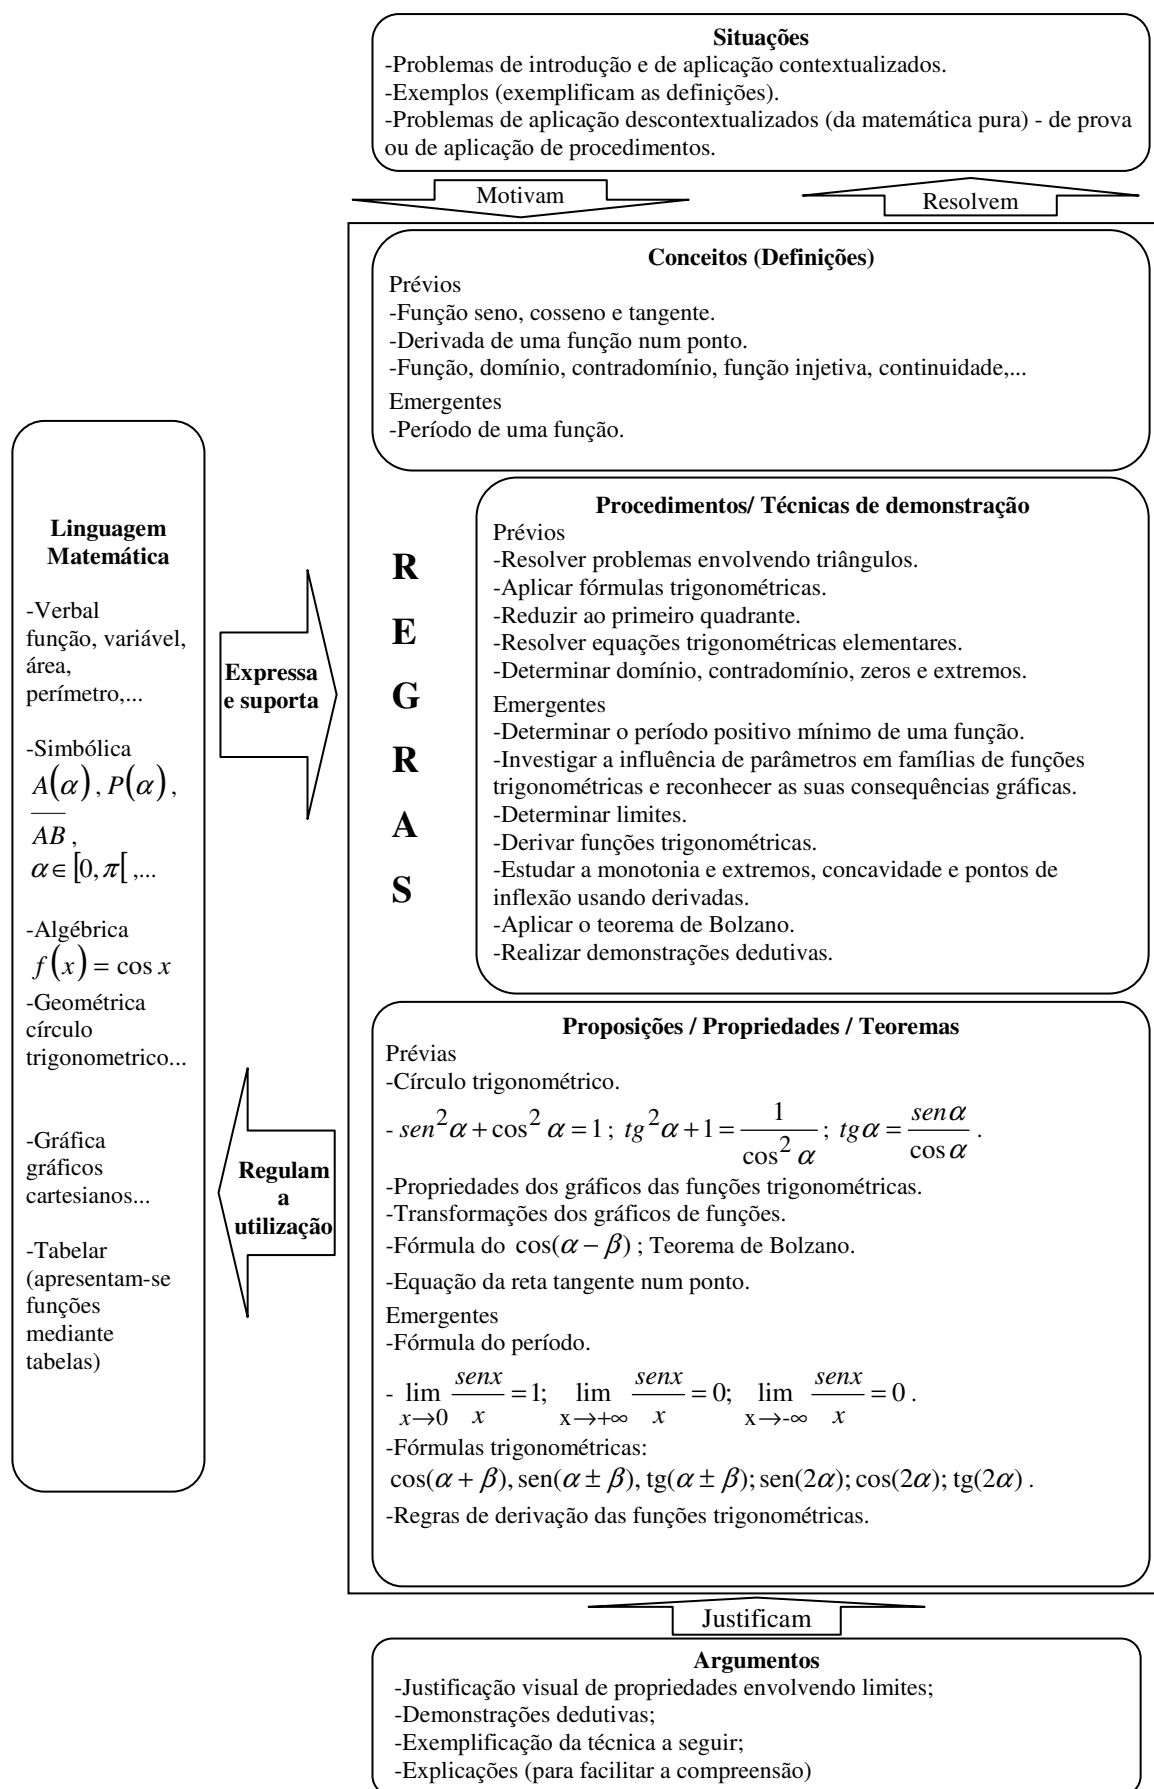 Situações
-Problemas de introdução e de aplicação contextualizados.
-Exemplos (exemplificam as definições).
-Problemas de aplicação descontextualizados (da matemática pura) - de prova
ou de aplicação de procedimentos.
Motivam
Resolvem
Conceitos (Definições)
Prévios
-Função seno, cosseno e tangente.
-Derivada de uma função num ponto.
-Função, domínio, contradomínio, função injetiva, continuidade,...
Emergentes
-Período de uma função.
Linguagem
Matemática
-Verbal
função, variável,
área,
perímetro,...
-Simbólica
A(α), P(α),
\overline{AB},
α∈[0,π[,...
-Algébrica
f(x) = cos x
-Geométrica
círculo
trigonometrico...
-Gráfica
gráficos
cartesianos...
-Tabelar
(apresentam-se
funções
mediante
tabelas)
Expressa
e suporta
Regulam
a
utilização
R
E
G
R
A
S
Procedimentos/ Técnicas de demonstração
Prévios
-Resolver problemas envolvendo triângulos.
-Aplicar fórmulas trigonométricas.
-Reduzir ao primeiro quadrante.
-Resolver equações trigonométricas elementares.
-Determinar domínio, contradomínio, zeros e extremos.
Emergentes
-Determinar o período positivo mínimo de uma função.
-Investigar a influência de parâmetros em famílias de funções
trigonométricas e reconhecer as suas consequências gráficas.
-Determinar limites.
-Derivar funções trigonométricas.
-Estudar a monotonia e extremos, concavidade e pontos de
inflexão usando derivadas.
-Aplicar o teorema de Bolzano.
-Realizar demonstrações dedutivas.
Proposições / Propriedades / Teoremas
Prévias
-Círculo trigonométrico.
- sen²α + cos²α = 1; tg²α + 1 = \frac{1}{cos²α}; tgα = \frac{senα}{cosα}.
-Propriedades dos gráficos das funções trigonométricas.
-Transformações dos gráficos de funções.
-Fórmula do cos(α − β); Teorema de Bolzano.
-Equação da reta tangente num ponto.
Emergentes
-Fórmula do período.
- \lim_{x→0} \frac{senx}{x} = 1; \lim_{x→+∞} \frac{senx}{x} = 0; \lim_{x→-∞} \frac{senx}{x} = 0.
-Fórmulas trigonométricas:
cos(α + β), sen(α ± β), tg(α ± β); sen(2α); cos(2α); tg(2α).
-Regras de derivação das funções trigonométricas.
Justificam
Argumentos
-Justificação visual de propriedades envolvendo limites;
-Demonstrações dedutivas;
-Exemplificação da técnica a seguir;
-Explicações (para facilitar a compreensão)